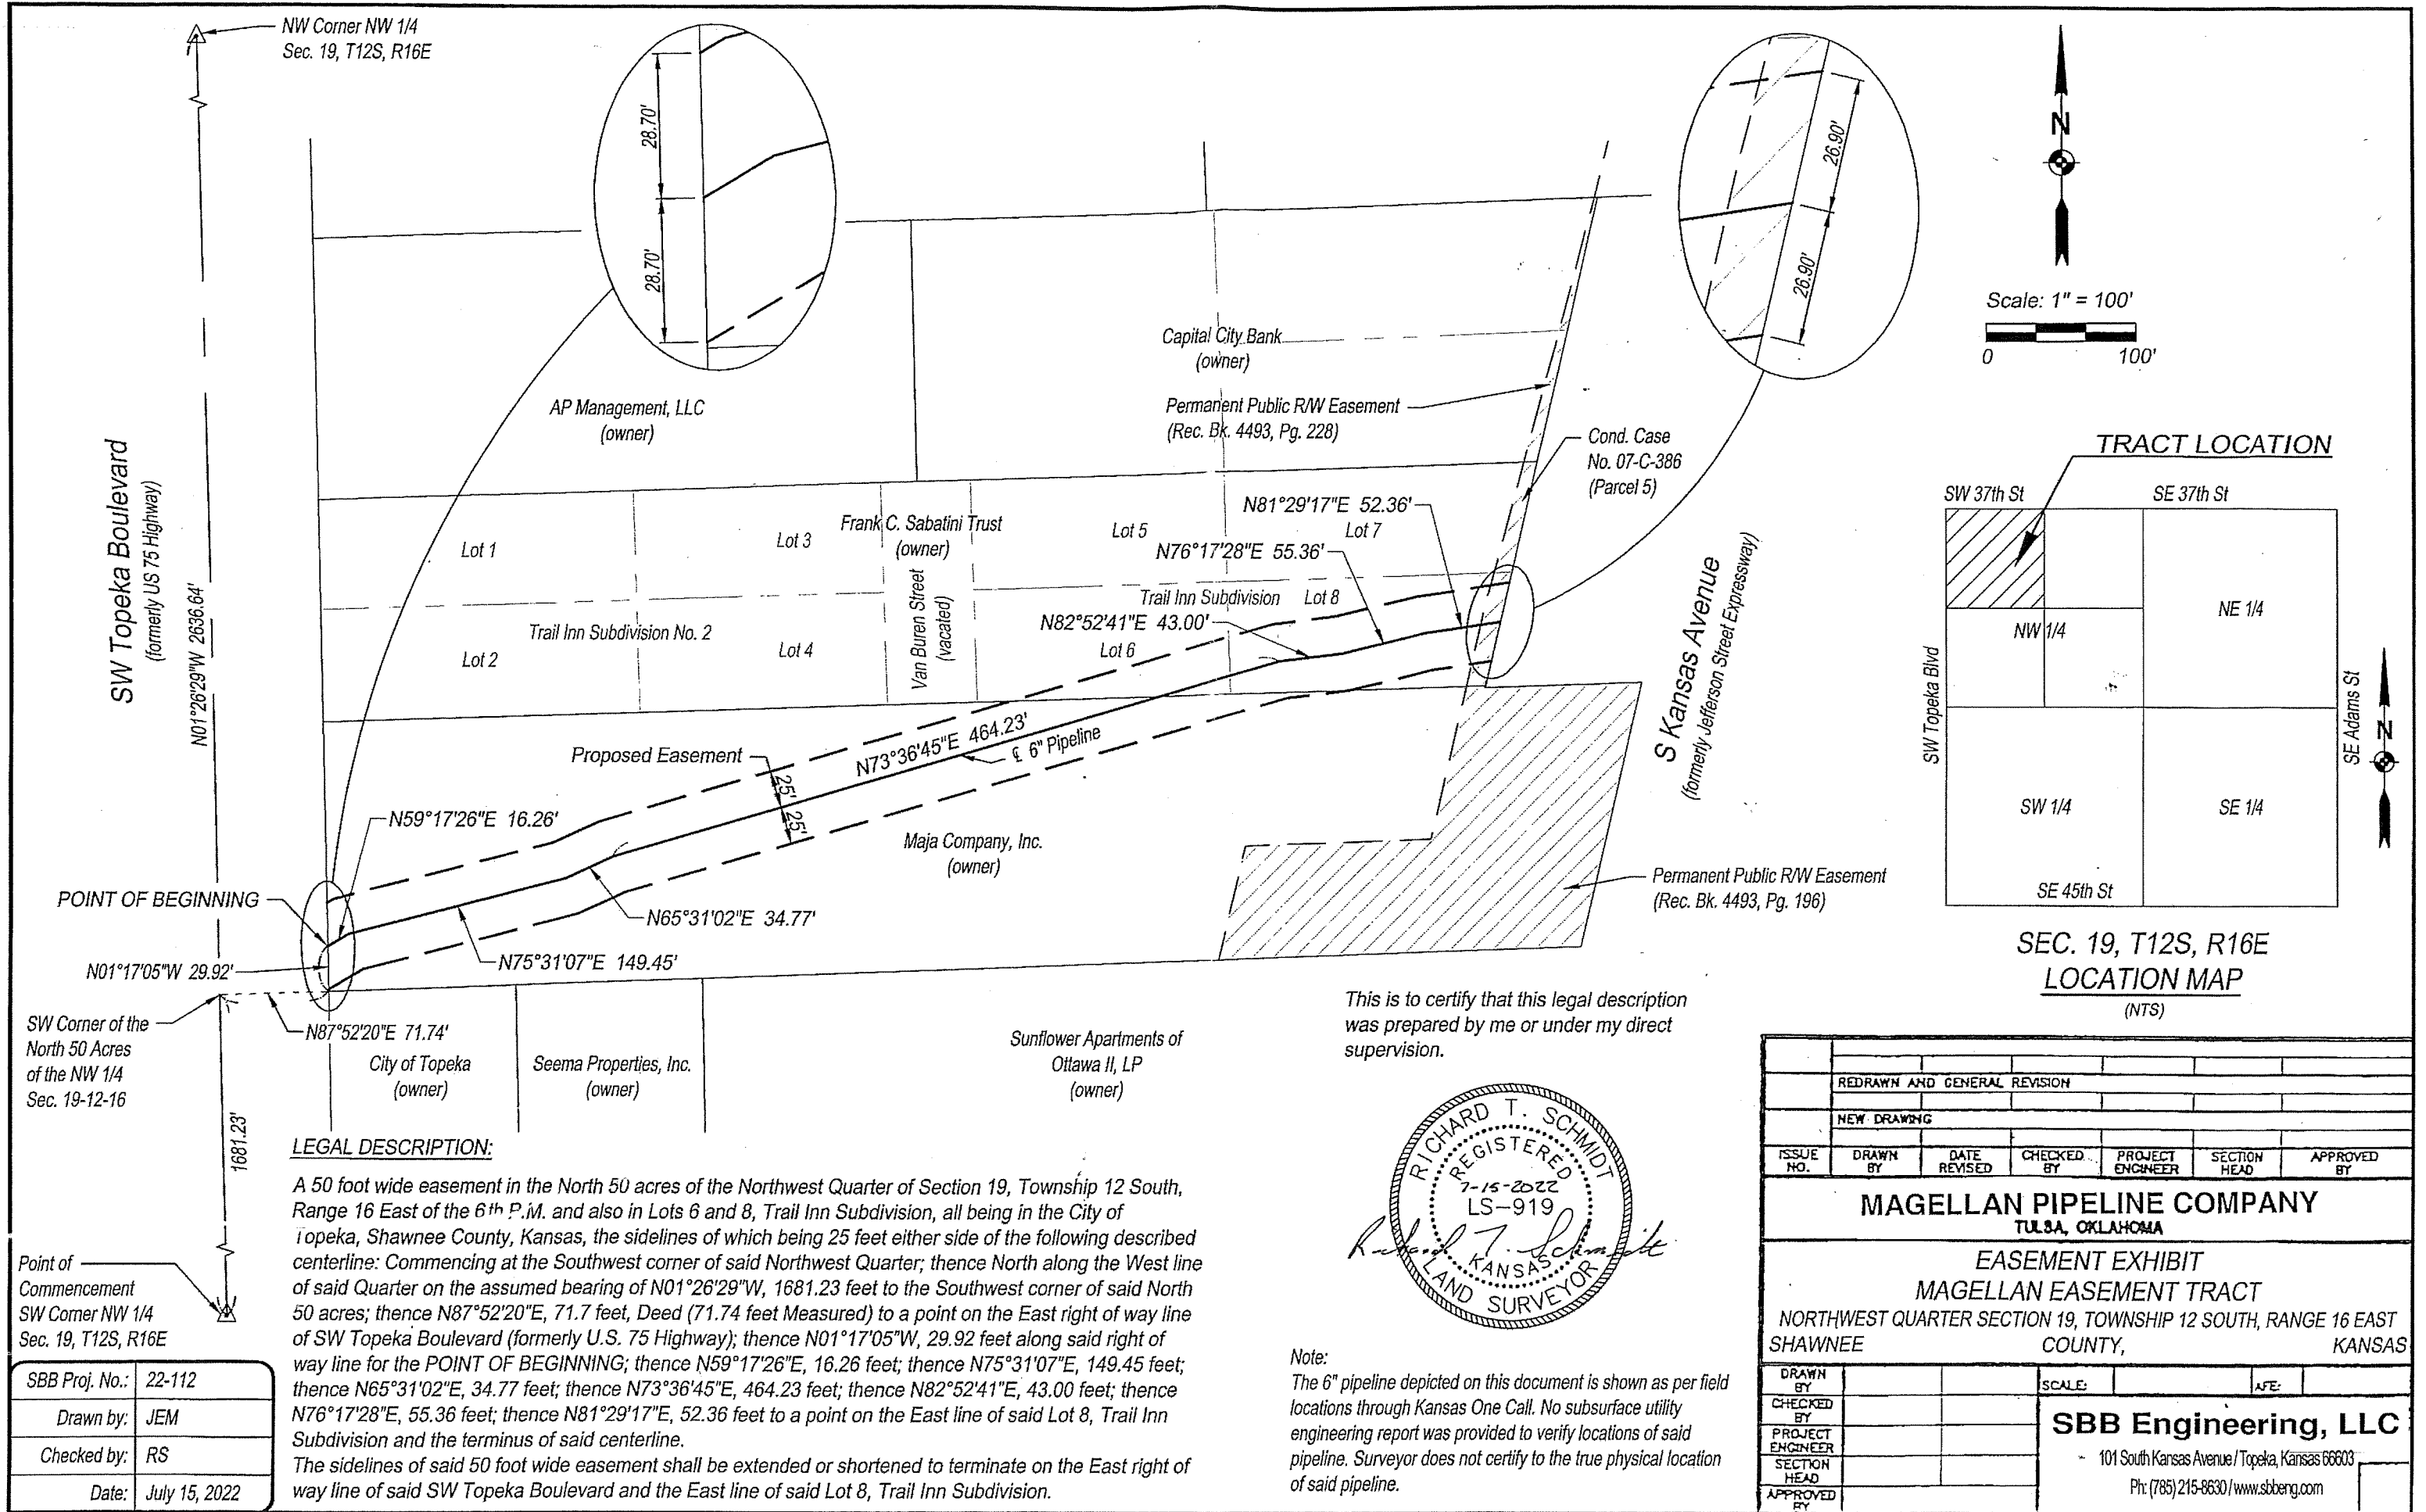 NW Corner NW 1/4
Sec. 19, T12S, R16E
28.70'
28.70'
26.90'
26.90'
N
Scale: 1" = 100'
0 100'
SW Topeka Boulevard
(formerly US 75 Highway)
N01°26'29"W 2636.64'
AP Management, LLC
(owner)
Capital City Bank
(owner)
Permanent Public R/W Easement
(Rec. Bk. 4493, Pg. 228)
Cond. Case
No. 07-C-386
(Parcel 5)
TRACT LOCATION
SW 37th St SE 37th St
NW 1/4
NE 1/4
SW 1/4
SE 1/4
SW Topeka Blvd
SE Adams St
N
SE 45th St
SEC. 19, T12S, R16E
LOCATION MAP
(NTS)
Lot 1
Lot 3
Frank C. Sabatini Trust
(owner)
Lot 5
Lot 7
N81°29'17"E 52.36'
N76°17'28"E 55.36'
Trail Inn Subdivision Lot 8
N82°52'41"E 43.00'
Trail Inn Subdivision No. 2
Lot 2
Lot 4
Van Buren Street
(vacated)
Lot 6
S Kansas Avenue
(formerly Jefferson Street Expressway)
Proposed Easement
25'
25'
N73°36'45"E 464.23'
℄ 6" Pipeline
N59°17'26"E 16.26'
Maja Company, Inc.
(owner)
Permanent Public R/W Easement
(Rec. Bk. 4493, Pg. 196)
POINT OF BEGINNING
N65°31'02"E 34.77'
N75°31'07"E 149.45'
N01°17'05"W 29.92'
SW Corner of the
North 50 Acres
of the NW 1/4
Sec. 19-12-16
N87°52'20"E 71.74'
City of Topeka
(owner)
Seema Properties, Inc.
(owner)
Sunflower Apartments of
Ottawa II, LP
(owner)
1681.23'
Point of
Commencement
SW Corner NW 1/4
Sec. 19, T12S, R16E
LEGAL DESCRIPTION:
A 50 foot wide easement in the North 50 acres of the Northwest Quarter of Section 19, Township 12 South,
Range 16 East of the 6th P.M. and also in Lots 6 and 8, Trail Inn Subdivision, all being in the City of
Topeka, Shawnee County, Kansas, the sidelines of which being 25 feet either side of the following described
centerline: Commencing at the Southwest corner of said Northwest Quarter; thence North along the West line
of said Quarter on the assumed bearing of N01°26'29"W, 1681.23 feet to the Southwest corner of said North
50 acres; thence N87°52'20"E, 71.7 feet, Deed (71.74 feet Measured) to a point on the East right of way line
of SW Topeka Boulevard (formerly U.S. 75 Highway); thence N01°17'05"W, 29.92 feet along said right of
way line for the POINT OF BEGINNING; thence N59°17'26"E, 16.26 feet; thence N75°31'07"E, 149.45 feet;
thence N65°31'02"E, 34.77 feet; thence N73°36'45"E, 464.23 feet; thence N82°52'41"E, 43.00 feet; thence
N76°17'28"E, 55.36 feet; thence N81°29'17"E, 52.36 feet to a point on the East line of said Lot 8, Trail Inn
Subdivision and the terminus of said centerline.
The sidelines of said 50 foot wide easement shall be extended or shortened to terminate on the East right of
way line of said SW Topeka Boulevard and the East line of said Lot 8, Trail Inn Subdivision.
SBB Proj. No.: 22-112
Drawn by: JEM
Checked by: RS
Date: July 15, 2022
This is to certify that this legal description
was prepared by me or under my direct
supervision.
RICHARD T. SCHMIDT
REGISTERED
7-15-2022
LS-919
Richard T. Schmidt
KANSAS
LAND SURVEYOR
Note:
The 6" pipeline depicted on this document is shown as per field
locations through Kansas One Call. No subsurface utility
engineering report was provided to verify locations of said
pipeline. Surveyor does not certify to the true physical location
of said pipeline.
REDRAWN AND GENERAL REVISION
NEW DRAWING
ISSUE NO. DRAWN BY DATE REVISED CHECKED BY PROJECT ENGINEER SECTION HEAD APPROVED BY
MAGELLAN PIPELINE COMPANY
TULSA, OKLAHOMA
EASEMENT EXHIBIT
MAGELLAN EASEMENT TRACT
NORTHWEST QUARTER SECTION 19, TOWNSHIP 12 SOUTH, RANGE 16 EAST
SHAWNEE COUNTY, KANSAS
DRAWN BY
SCALE: AFE:
CHECKED BY
PROJECT ENGINEER
SECTION HEAD
APPROVED BY
SBB Engineering, LLC
101 South Kansas Avenue / Topeka, Kansas 66603
Ph: (785) 215-8630 / www.sbbeng.com